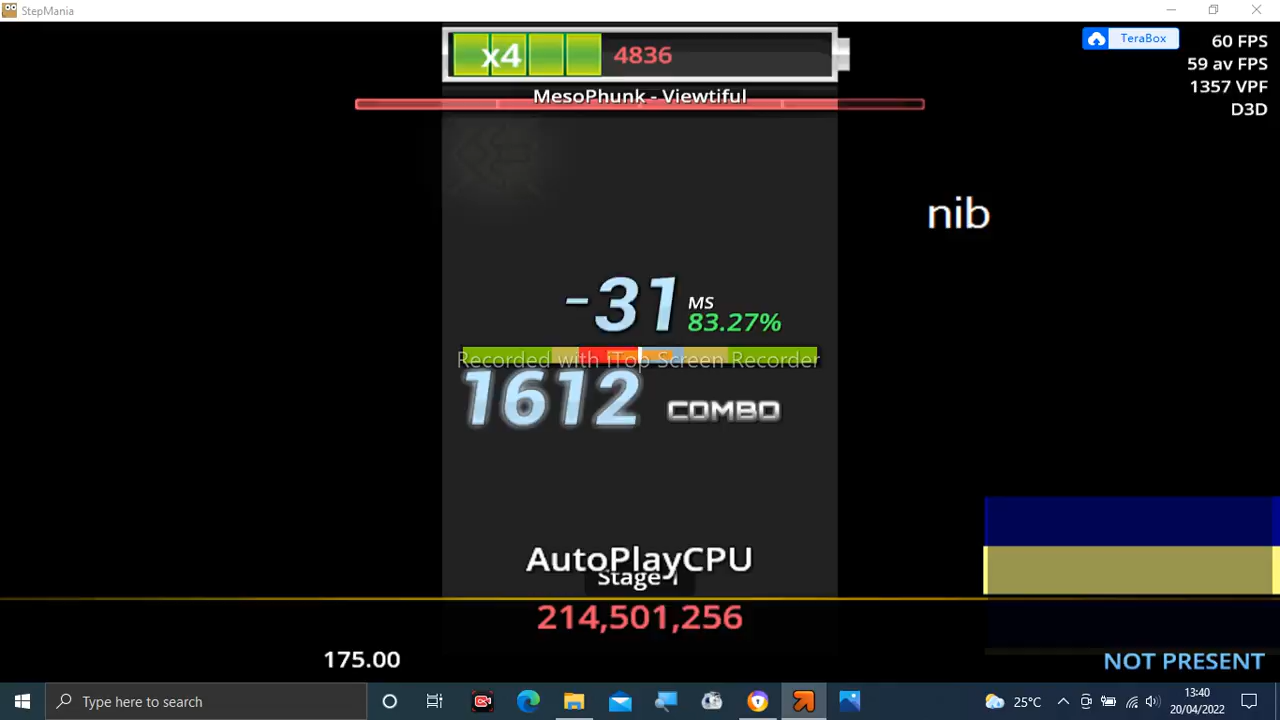 StepMania
x4 4836
TeraBox
60 FPS
59 av FPS
1357 VPF
D3D
MesoPhunk - Viewtiful
nib
-31 MS
83.27%
Recorded with iTop Screen Recorder
1612 COMBO
AutoPlayCPU
Stage 1
214,501,256
175.00
NOT PRESENT
Type here to search
25°C
13:40
20/04/2022